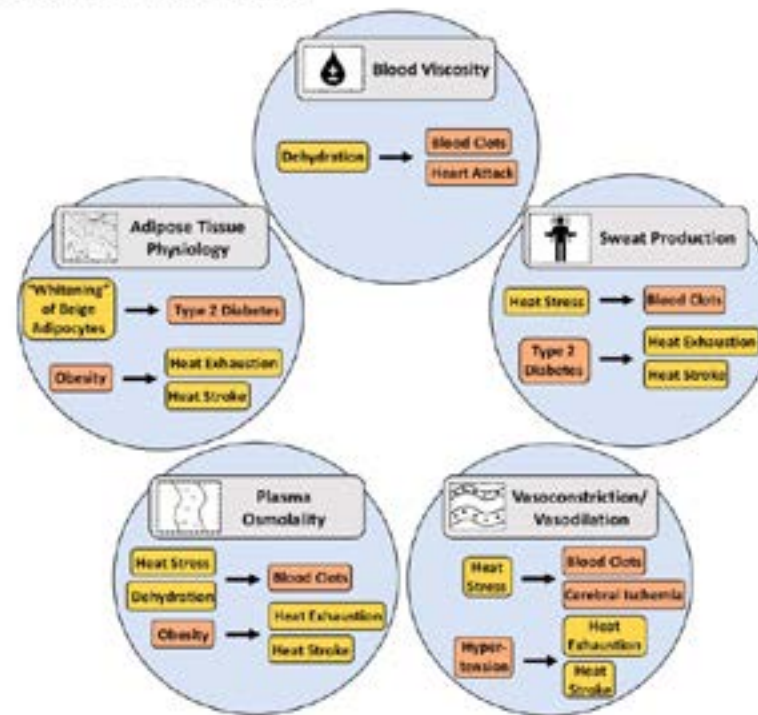 Blood Viscosity
Dehydration
Blood Clots
Heart Attack
Adipose Tissue
Physiology
"Whitening"
of Beige
Adipocytes
Type 2 Diabetes
Obesity
Heat Exhaustion
Heat Stroke
Sweat Production
Heat Stress
Blood Clots
Type 2
Diabetes
Heat Exhaustion
Heat Stroke
Plasma
Osmolality
Heat Stress
Dehydration
Blood Clots
Obesity
Heat Exhaustion
Heat Stroke
Vasoconstriction/
Vasodilation
Heat
Stress
Blood Clots
Cerebral Ischemia
Hyper-
tension
Heat
Exhaustion
Heat
Stroke